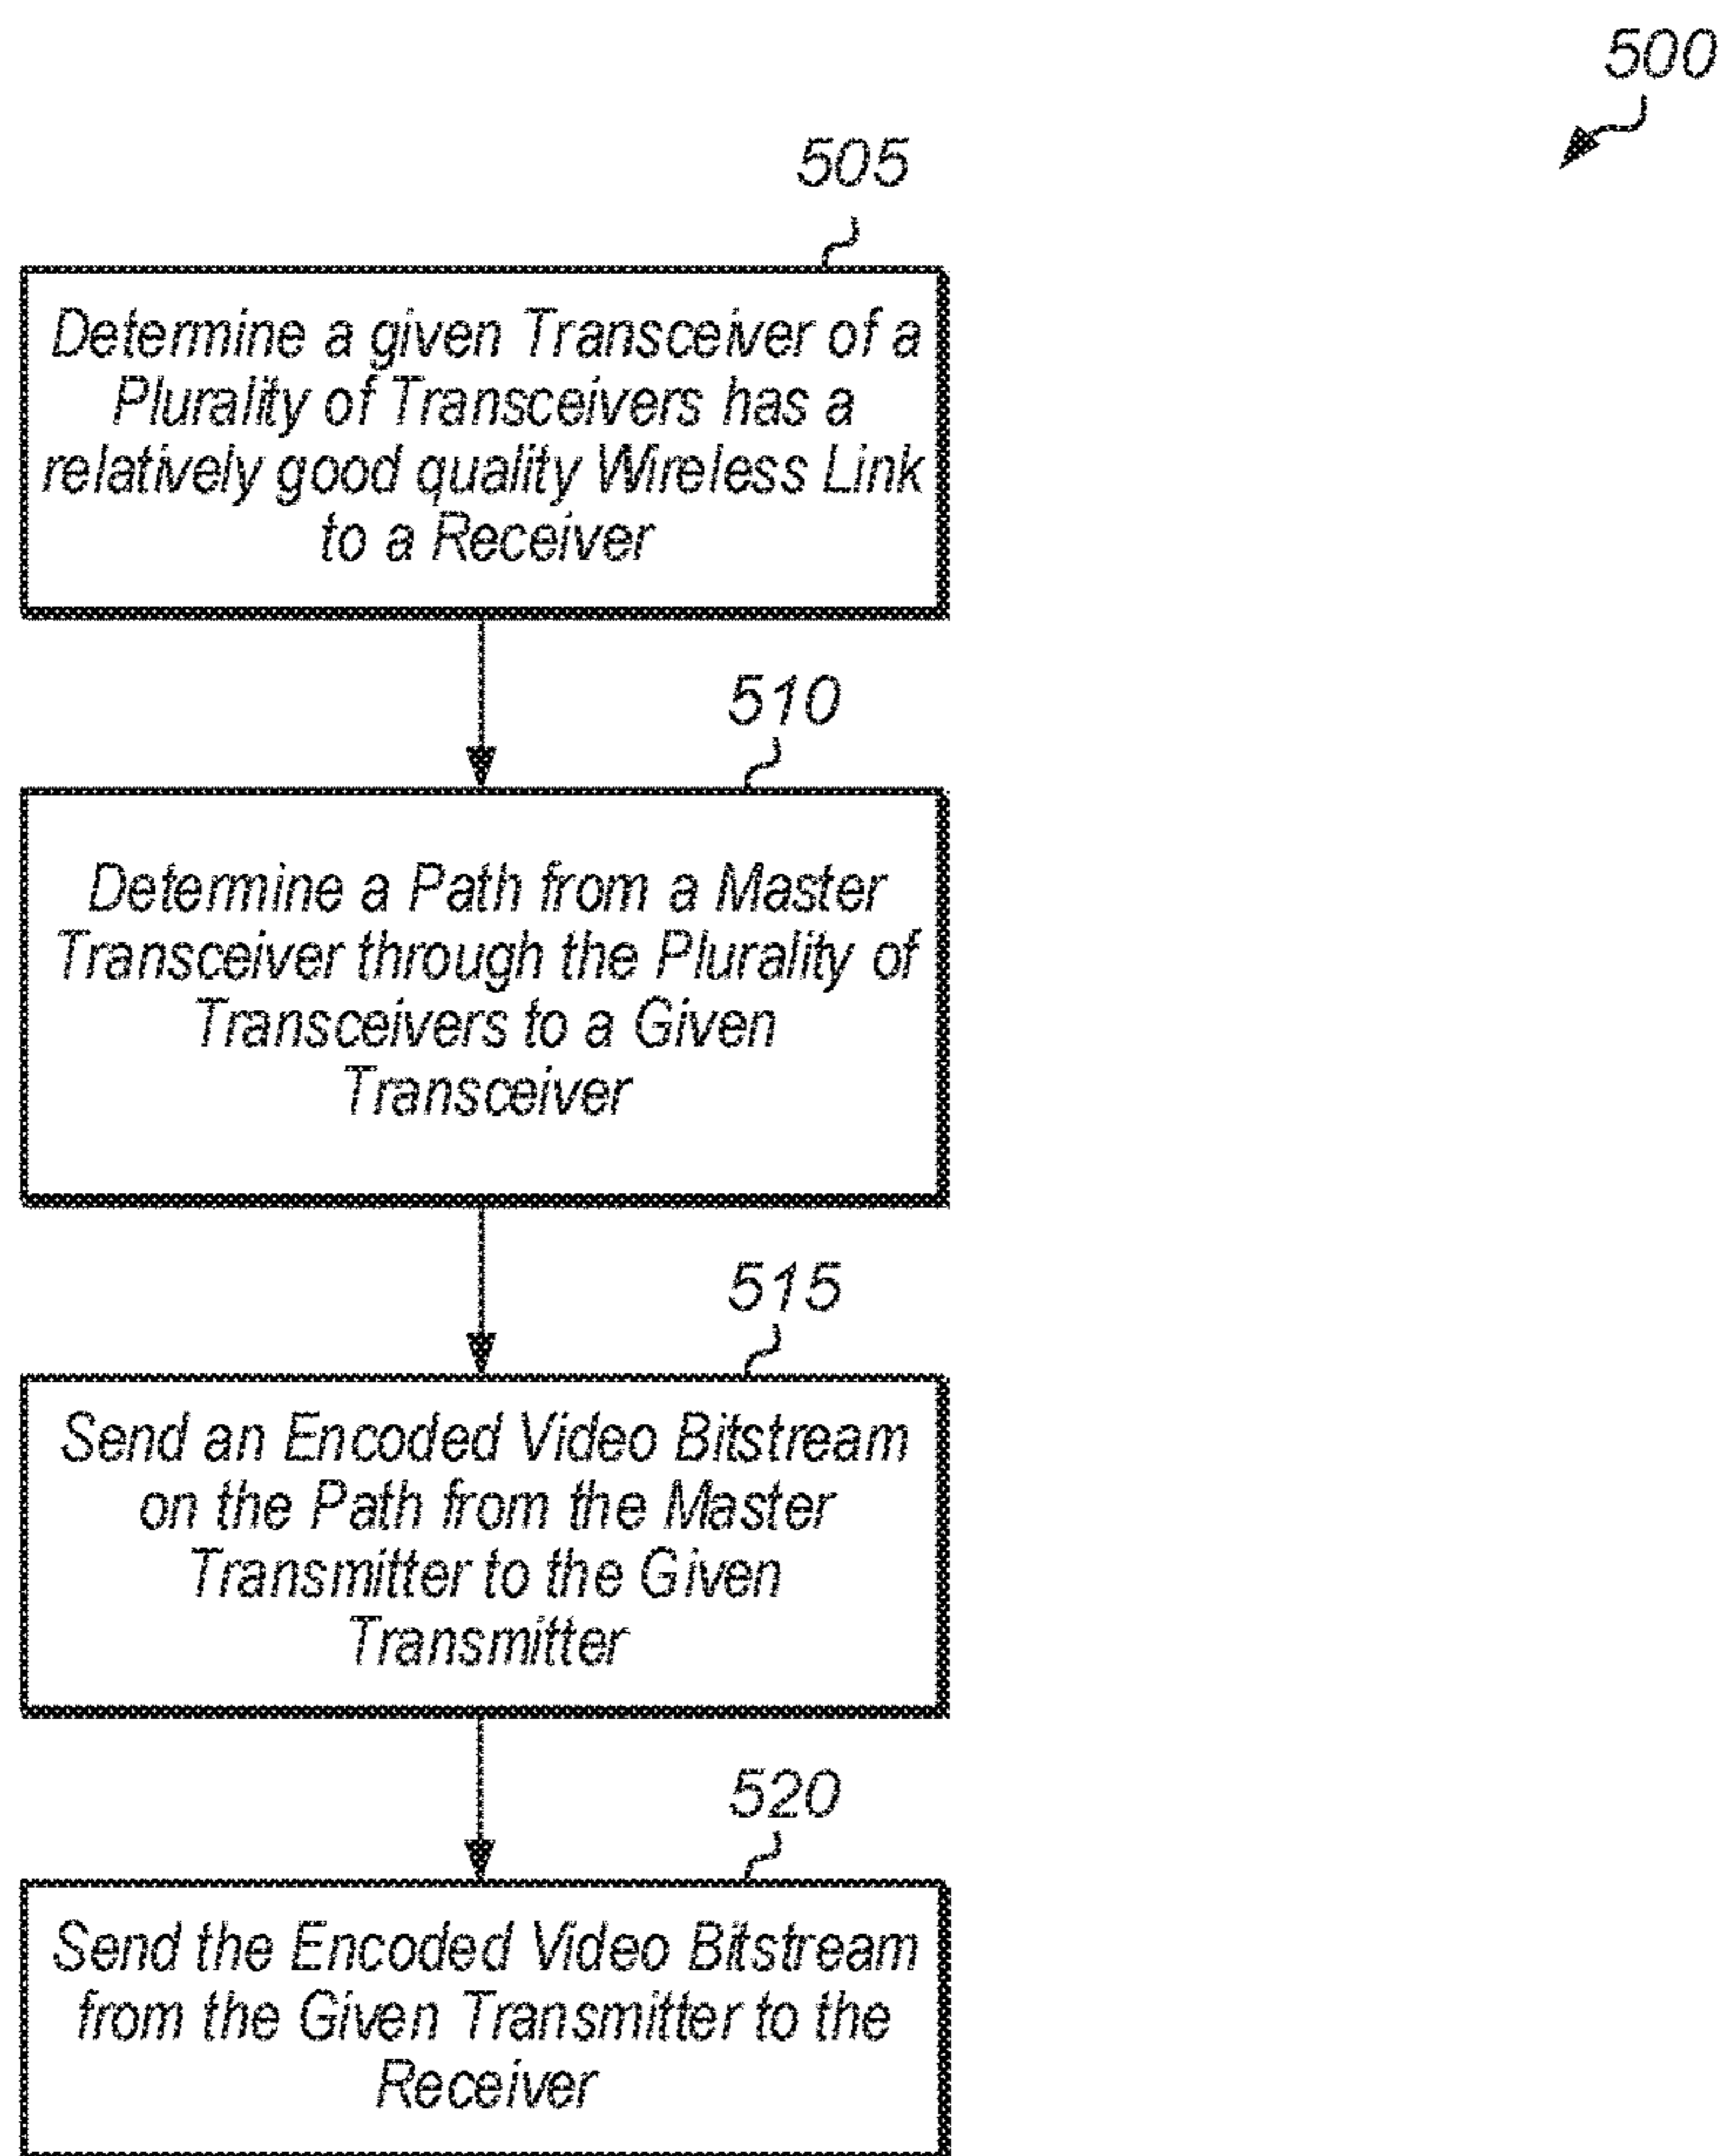 500
505
Determine a given Transceiver of a
Plurality of Transceivers has a
relatively good quality Wireless Link
to a Receiver
510
Determine a Path from a Master
Transceiver through the Plurality of
Transceivers to a Given
Transceiver
515
Send an Encoded Video Bitstream
on the Path from the Master
Transmitter to the Given
Transmitter
520
Send the Encoded Video Bitstream
from the Given Transmitter to the
Receiver